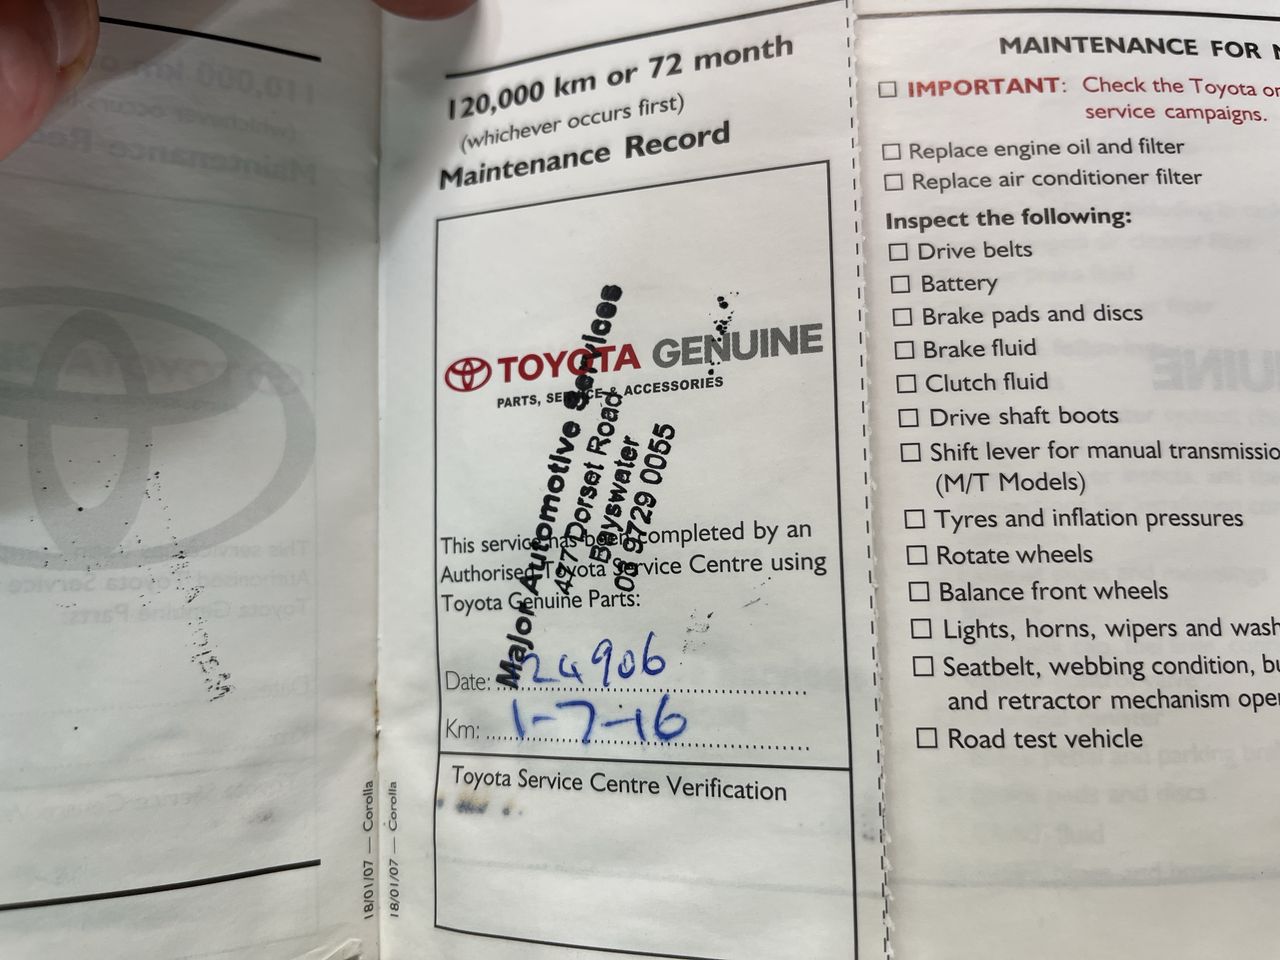 120,000 km or 72 month
(whichever occurs first)
Maintenance Record
TOYOTA GENUINE
PARTS, SERVICE & ACCESSORIES
Major Automotive Services
4/27 Dorset Road
Bayswater
03 9729 0055
This service has been completed by an
Authorised Toyota Service Centre using
Toyota Genuine Parts:
Date: 24906
Km: 1-7-16
Toyota Service Centre Verification
18/01/07 — Corolla
18/01/07 — Corolla
MAINTENANCE FOR
IMPORTANT: Check the Toyota
service campaigns.
Replace engine oil and filter
Replace air conditioner filter
Inspect the following:
Drive belts
Battery
Brake pads and discs
Brake fluid
Clutch fluid
Drive shaft boots
Shift lever for manual transmissio
(M/T Models)
Tyres and inflation pressures
Rotate wheels
Balance front wheels
Lights, horns, wipers and wash
Seatbelt, webbing condition, bu
and retractor mechanism ope
Road test vehicle